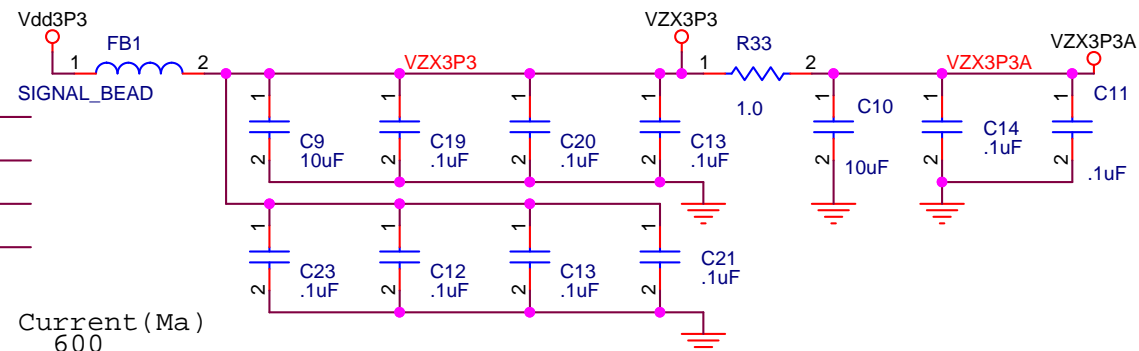 Vdd3P3
VZX3P3
VZX3P3A
FB1
R33
1
2
VZX3P3
1
2
VZX3P3A
SIGNAL_BEAD
1.0
C11
1
1
1
1
1
C10
1
1
C9
C19
C20
C13
C14
10uF
.1uF
.1uF
.1uF
10uF
.1uF
.1uF
2
2
2
2
2
2
2
1
1
1
1
C23
C12
C13
C21
.1uF
.1uF
.1uF
.1uF
2
2
2
2
Current(Ma)
600